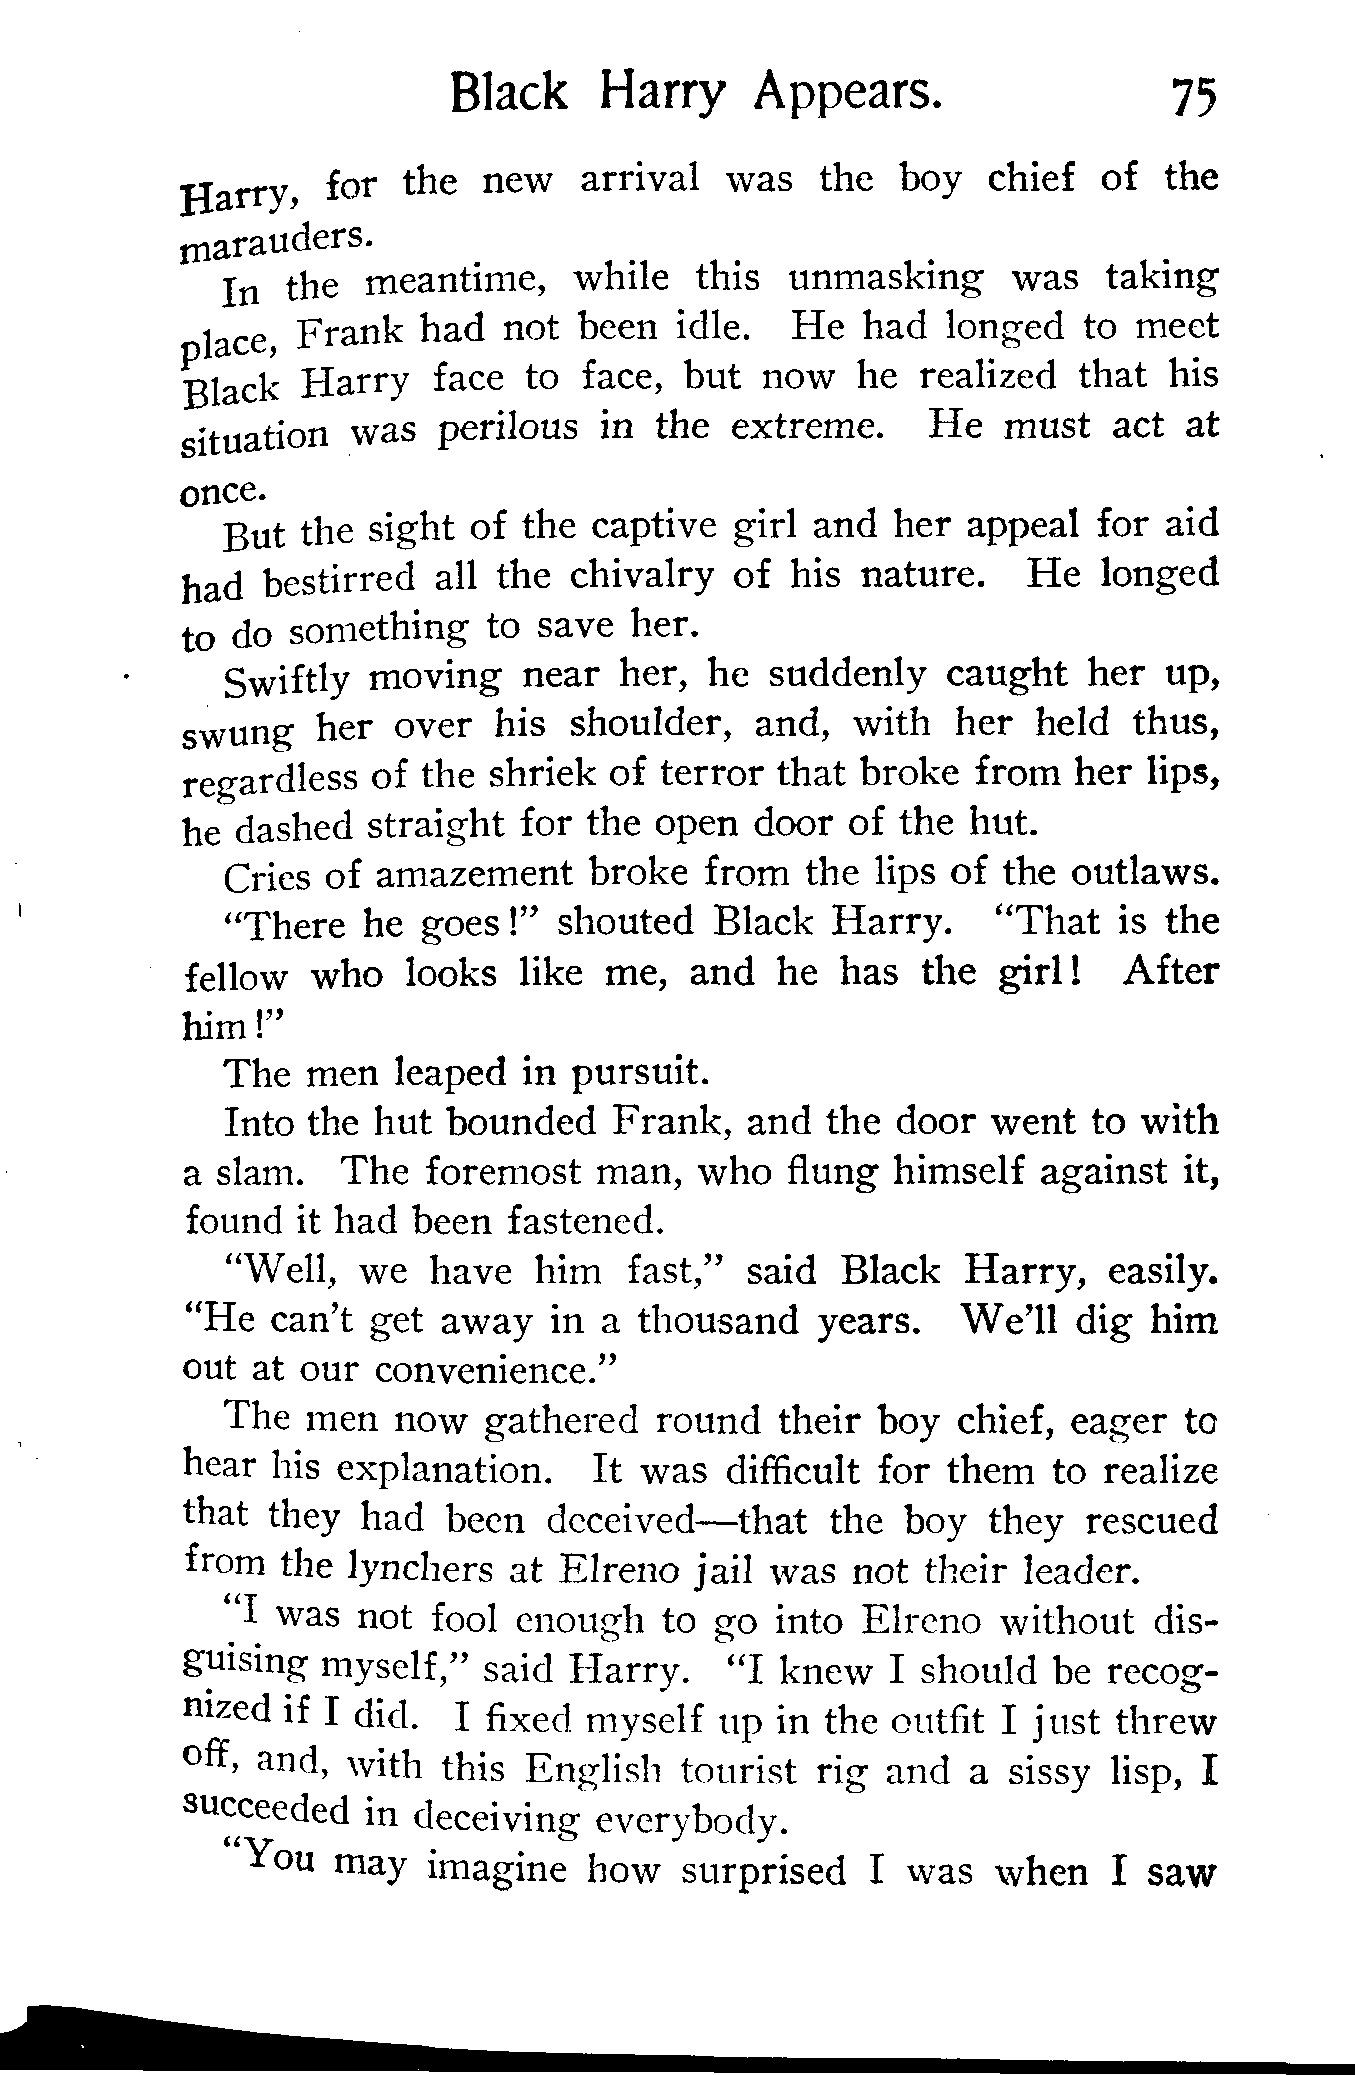 Black Harry Appears. 75
Harry, for the new arrival was the boy chief of the
marauders.
In the meantime, while this unmasking was taking
place, Frank had not been idle. He had longed to meet
Black Harry face to face, but now he realized that his
situation was perilous in the extreme. He must act at
once.
But the sight of the captive girl and her appeal for aid
had bestirred all the chivalry of his nature. He longed
to do something to save her.
Swiftly moving near her, he suddenly caught her up,
swung her over his shoulder, and, with her held thus,
regardless of the shriek of terror that broke from her lips,
he dashed straight for the open door of the hut.
Cries of amazement broke from the lips of the outlaws.
“There he goes!” shouted Black Harry. “That is the
fellow who looks like me, and he has the girl! After
him!”
The men leaped in pursuit.
Into the hut bounded Frank, and the door went to with
a slam. The foremost man, who flung himself against it,
found it had been fastened.
“Well, we have him fast,” said Black Harry, easily.
“He can’t get away in a thousand years. We’ll dig him
out at our convenience.”
The men now gathered round their boy chief, eager to
hear his explanation. It was difficult for them to realize
that they had been deceived—that the boy they rescued
from the lynchers at Elreno jail was not their leader.
“I was not fool enough to go into Elreno without dis-
guising myself,” said Harry. “I knew I should be recog-
nized if I did. I fixed myself up in the outfit I just threw
off, and, with this English tourist rig and a sissy lisp, I
succeeded in deceiving everybody.
“You may imagine how surprised I was when I saw